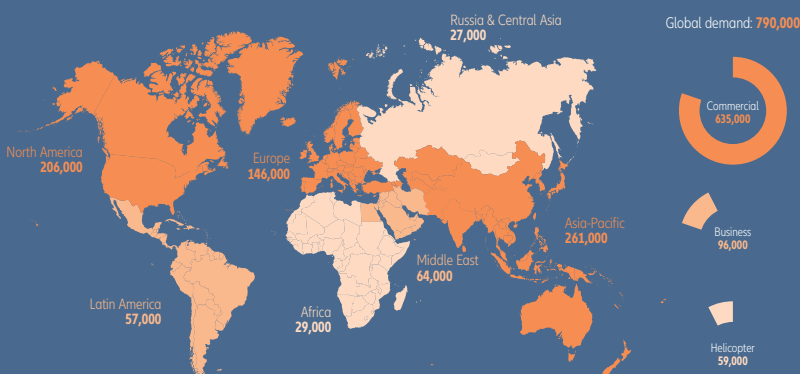 Russia & Central Asia
27,000
Global demand: 790,000
Commercial
635,000
North America
206,000
Europe
146,000
Asia-Pacific
261,000
Business
96,000
Middle East
64,000
Latin America
57,000
Africa
29,000
Helicopter
59,000